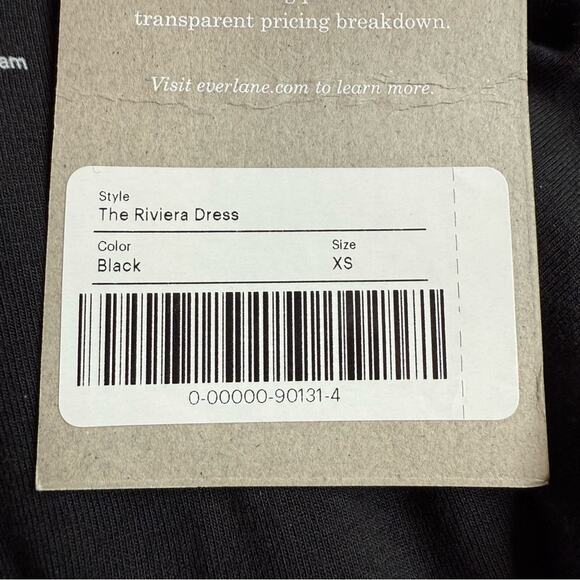 transparent pricing breakdown.
am
Visit everlane.com to learn more.
Style
The Riviera Dress
Color Size
Black XS
0-00000-90131-4